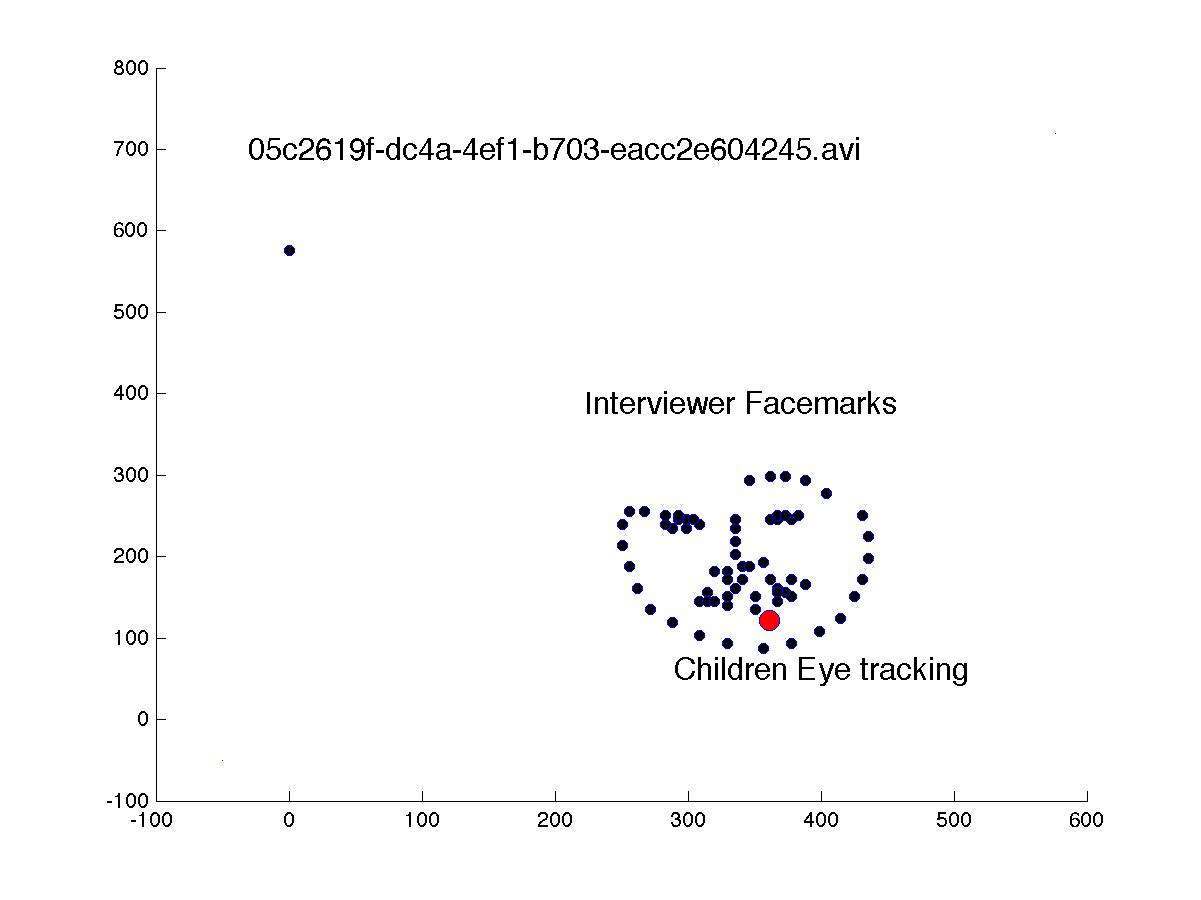 800
700
05c2619f-dc4a-4ef1-b703-eacc2e604245.avi
600
500
400
Interviewer Facemarks
300
200
100
Children Eye tracking
0
-100
-100 0 100 200 300 400 500 600